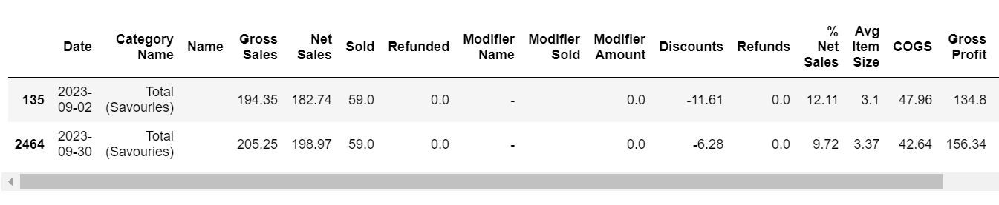 Date Category Name Name Gross Sales Net Sales Sold Refunded Modifier Name Modifier Sold Modifier Amount Discounts Refunds % Net Sales Avg Item Size COGS Gross Profit
135 2023-09-02 Total (Savouries) 194.35 182.74 59.0 0.0 - 0.0 -11.61 0.0 12.11 3.1 47.96 134.8
2464 2023-09-30 Total (Savouries) 205.25 198.97 59.0 0.0 - 0.0 -6.28 0.0 9.72 3.37 42.64 156.34